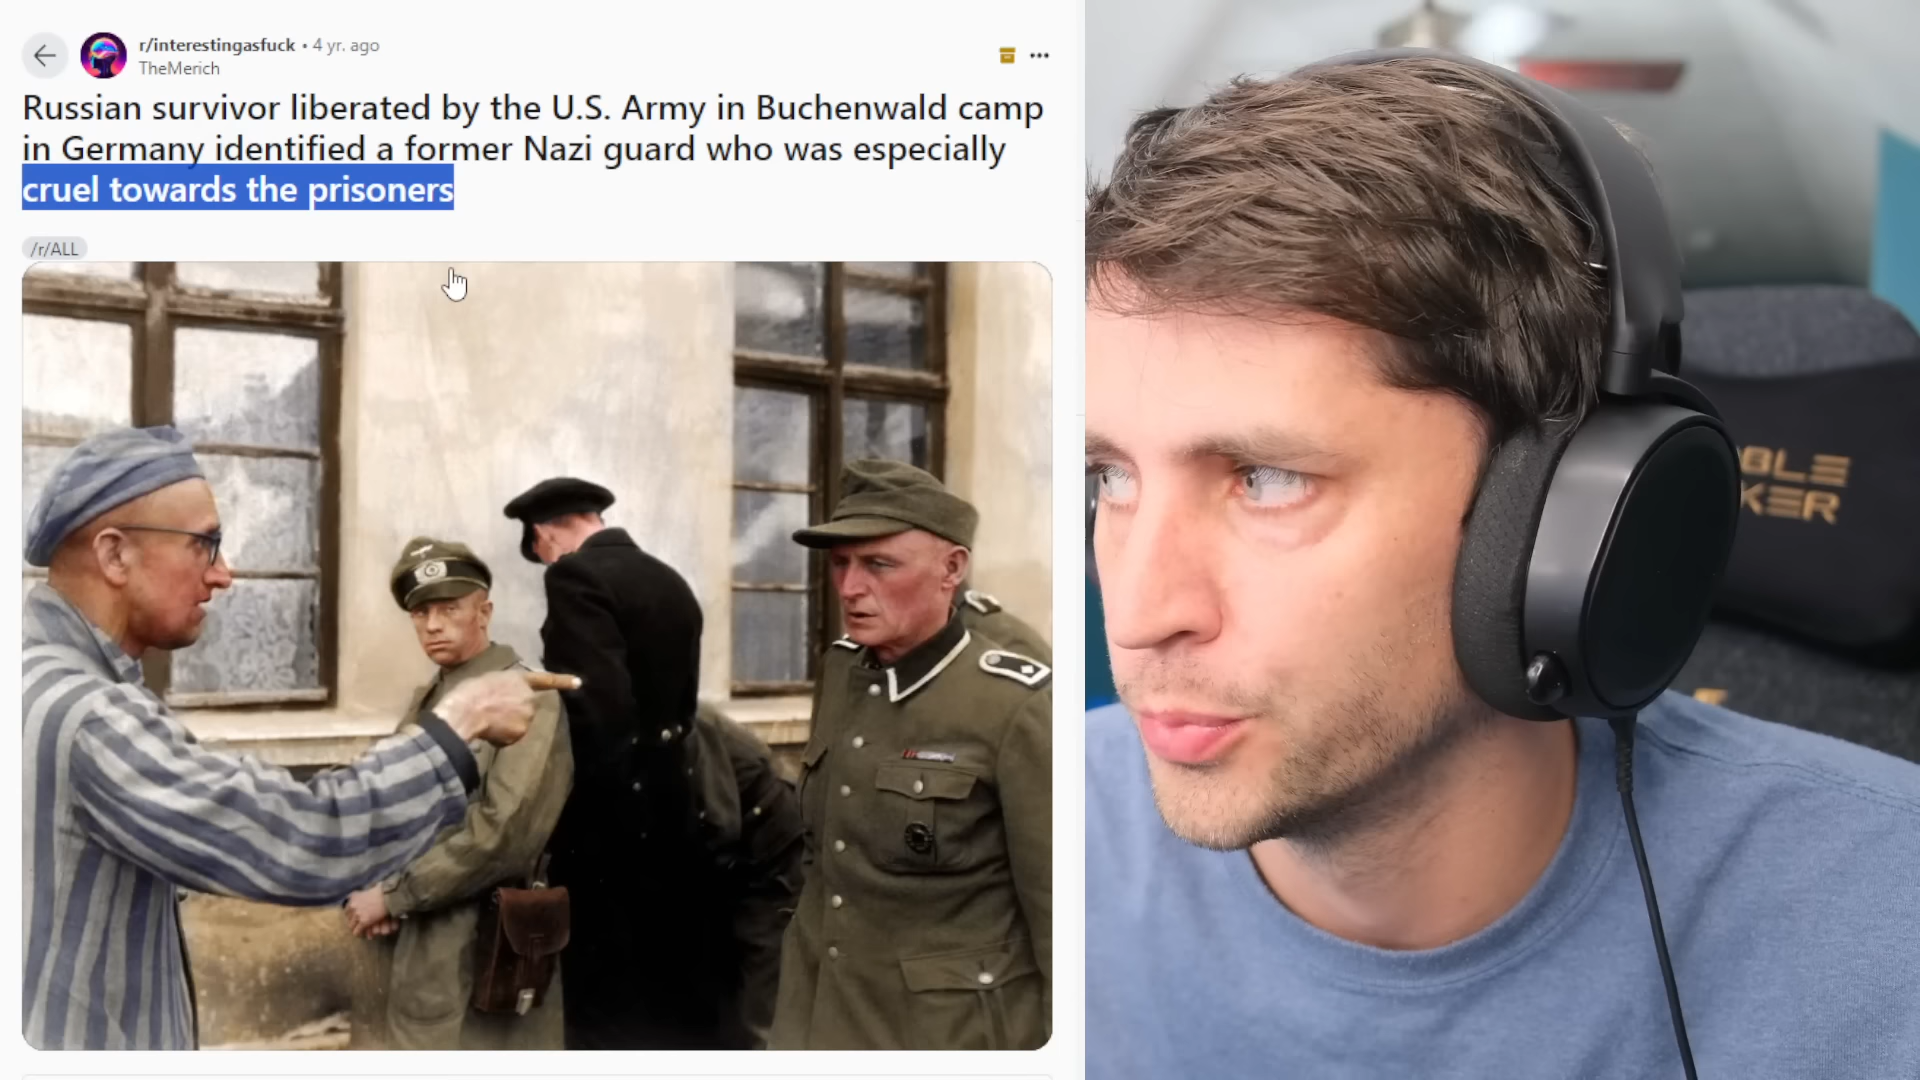 r/interestingasfuck • 4 yr. ago
TheMerich
Russian survivor liberated by the U.S. Army in Buchenwald camp
in Germany identified a former Nazi guard who was especially
cruel towards the prisoners
/r/ALL